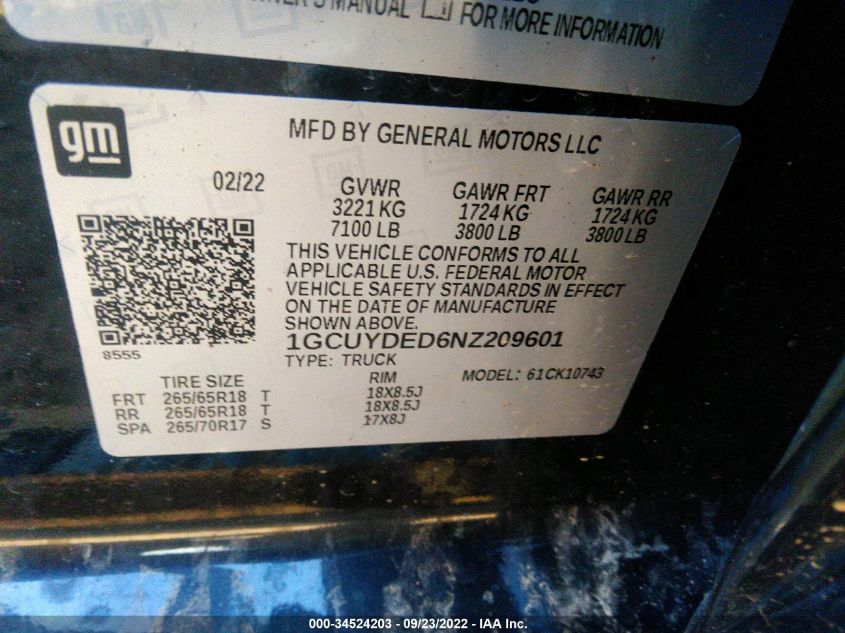 OWNER'S MANUAL FOR MORE INFORMATION
gm
MFD BY GENERAL MOTORS LLC
02/22 GVWR GAWR FRT GAWR RR
3221 KG 1724 KG 1724 KG
7100 LB 3800 LB 3800 LB
THIS VEHICLE CONFORMS TO ALL
APPLICABLE U.S. FEDERAL MOTOR
VEHICLE SAFETY STANDARDS IN EFFECT
ON THE DATE OF MANUFACTURE
SHOWN ABOVE.
1GCUYDED6NZ209601
8555
TYPE: TRUCK
TIRE SIZE RIM MODEL: 61CK10743
FRT 265/65R18 T 18X8.5J
RR 265/65R18 T 18X8.5J
SPA 265/70R17 S 17X8J
000-34524203 - 09/23/2022 - IAA Inc.